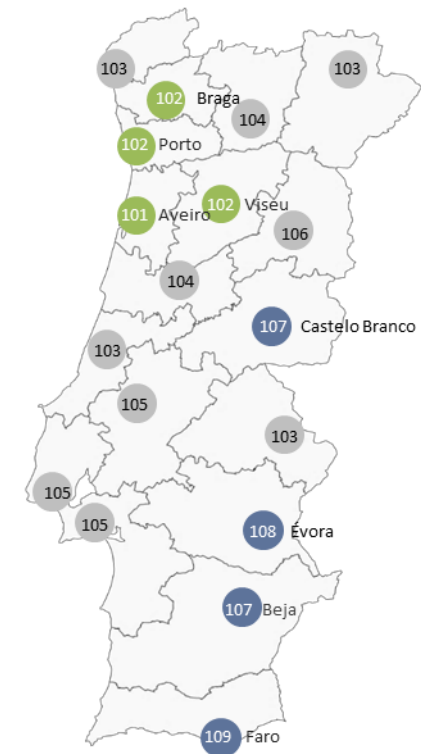 103
103
102 Braga
104
102 Porto
102 Viseu
101 Aveiro
106
104
107 Castelo Branco
103
105
103
105
105
108 Évora
107 Beja
109 Faro